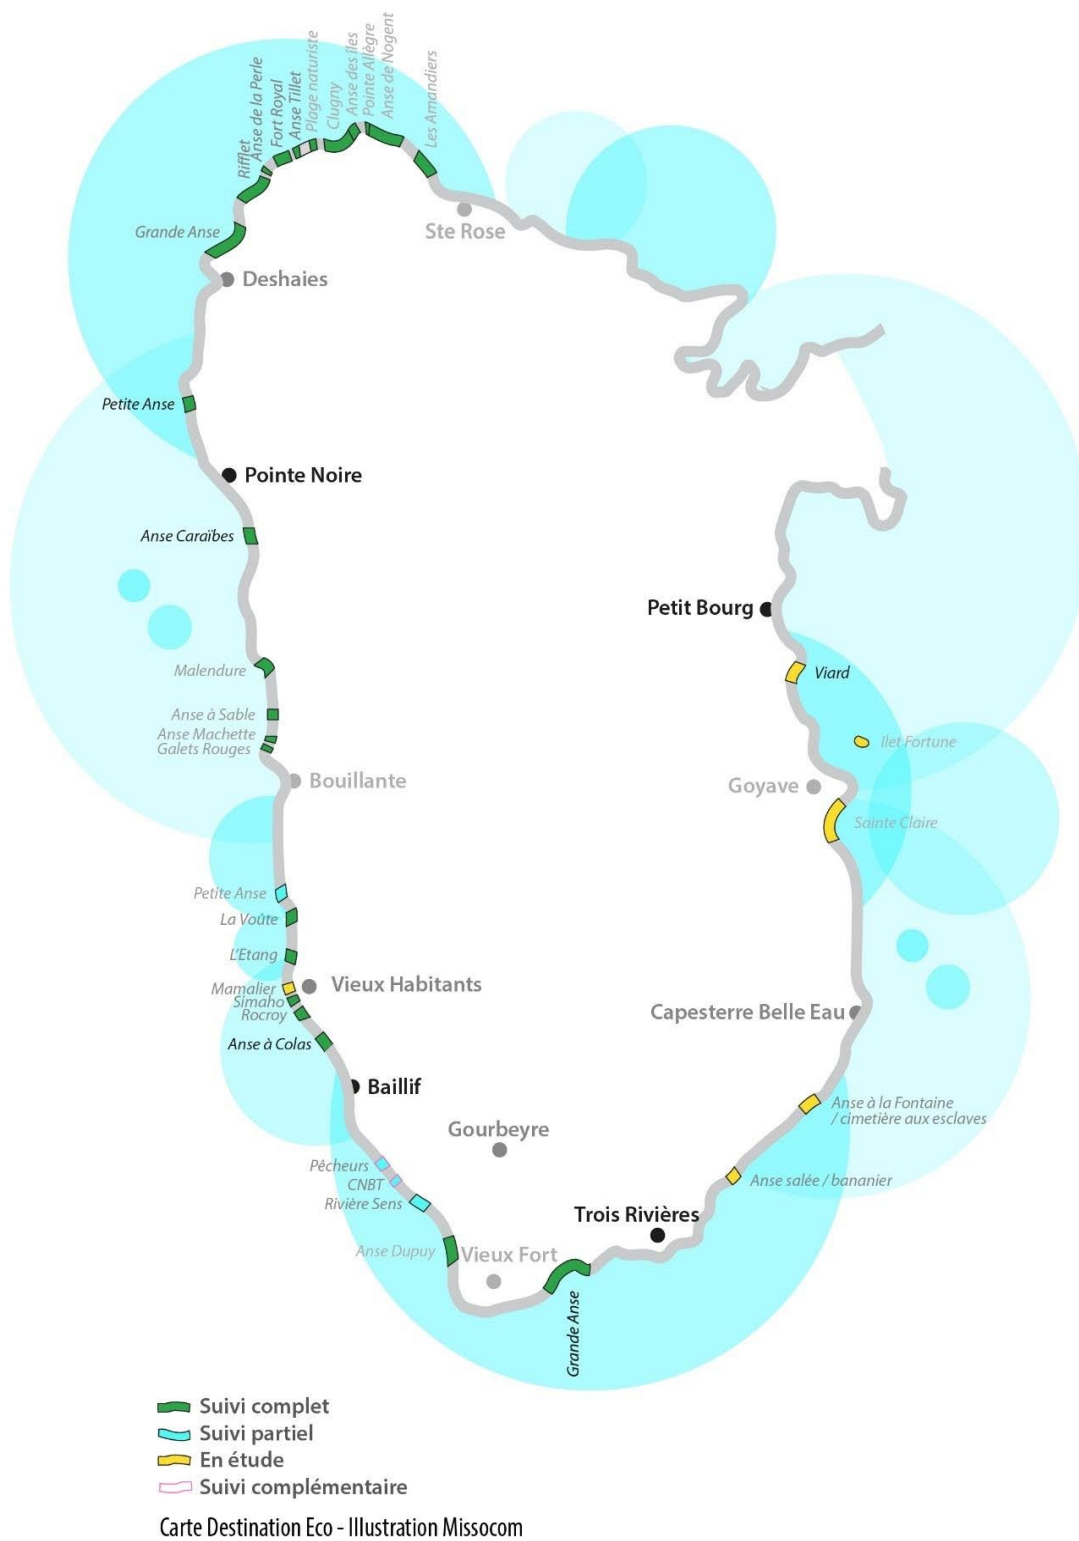 Rifflet
Anse de la Perle
Fort Royal
Anse Tillet
Plage naturiste
Clugny
Anse des îles
Pointe Allègre
Anse de Nogent
Les Amandiers
Grande Anse
Ste Rose
Deshaies
Petite Anse
Pointe Noire
Anse Caraïbes
Petit Bourg
Malendure
Viard
Anse à Sable
Anse Machette
Galets Rouges
Ilet Fortune
Bouillante
Goyave
Sainte Claire
Petite Anse
La Voûte
L'Etang
Mamalier
Vieux Habitants
Simaho
Rocroy
Capesterre Belle Eau
Anse à Colas
Baillif
Anse à la Fontaine
/ cimetière aux esclaves
Gourbeyre
Pêcheurs
CNBT
Anse salée / bananier
Rivière Sens
Trois Rivières
Anse Dupuy
Vieux Fort
Grande Anse
Suivi complet
Suivi partiel
En étude
Suivi complémentaire
Carte Destination Eco - Illustration Missocom